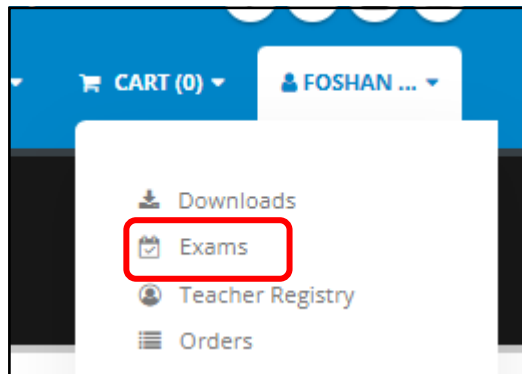 CART (0) FOSHAN ...
Downloads
Exams
Teacher Registry
Orders